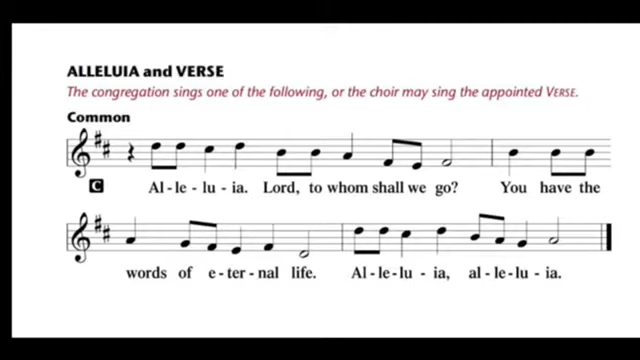 ALLELUIA and VERSE
The congregation sings one of the following, or the choir may sing the appointed VERSE.
Common
C Al - le - lu - ia. Lord, to whom shall we go? You have the
words of e - ter - nal life. Al - le - lu - ia, al - le - lu - ia.